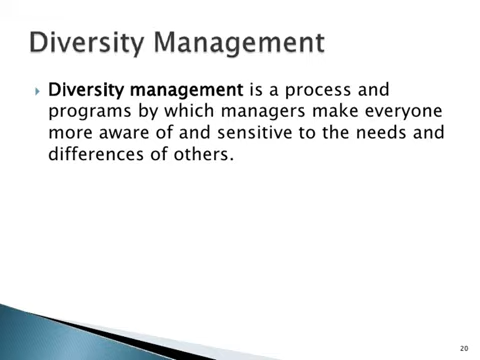 Diversity Management
Diversity management is a process and
programs by which managers make everyone
more aware of and sensitive to the needs and
differences of others.
20